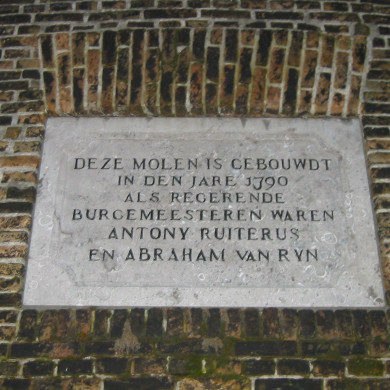 DEZE MOLEN IS GEBOUWDT
IN DEN JARE 1790
ALS REGERENDE
BURGEMEESTEREN WAREN
ANTONY RUITERUS
EN ABRAHAM VAN RYN